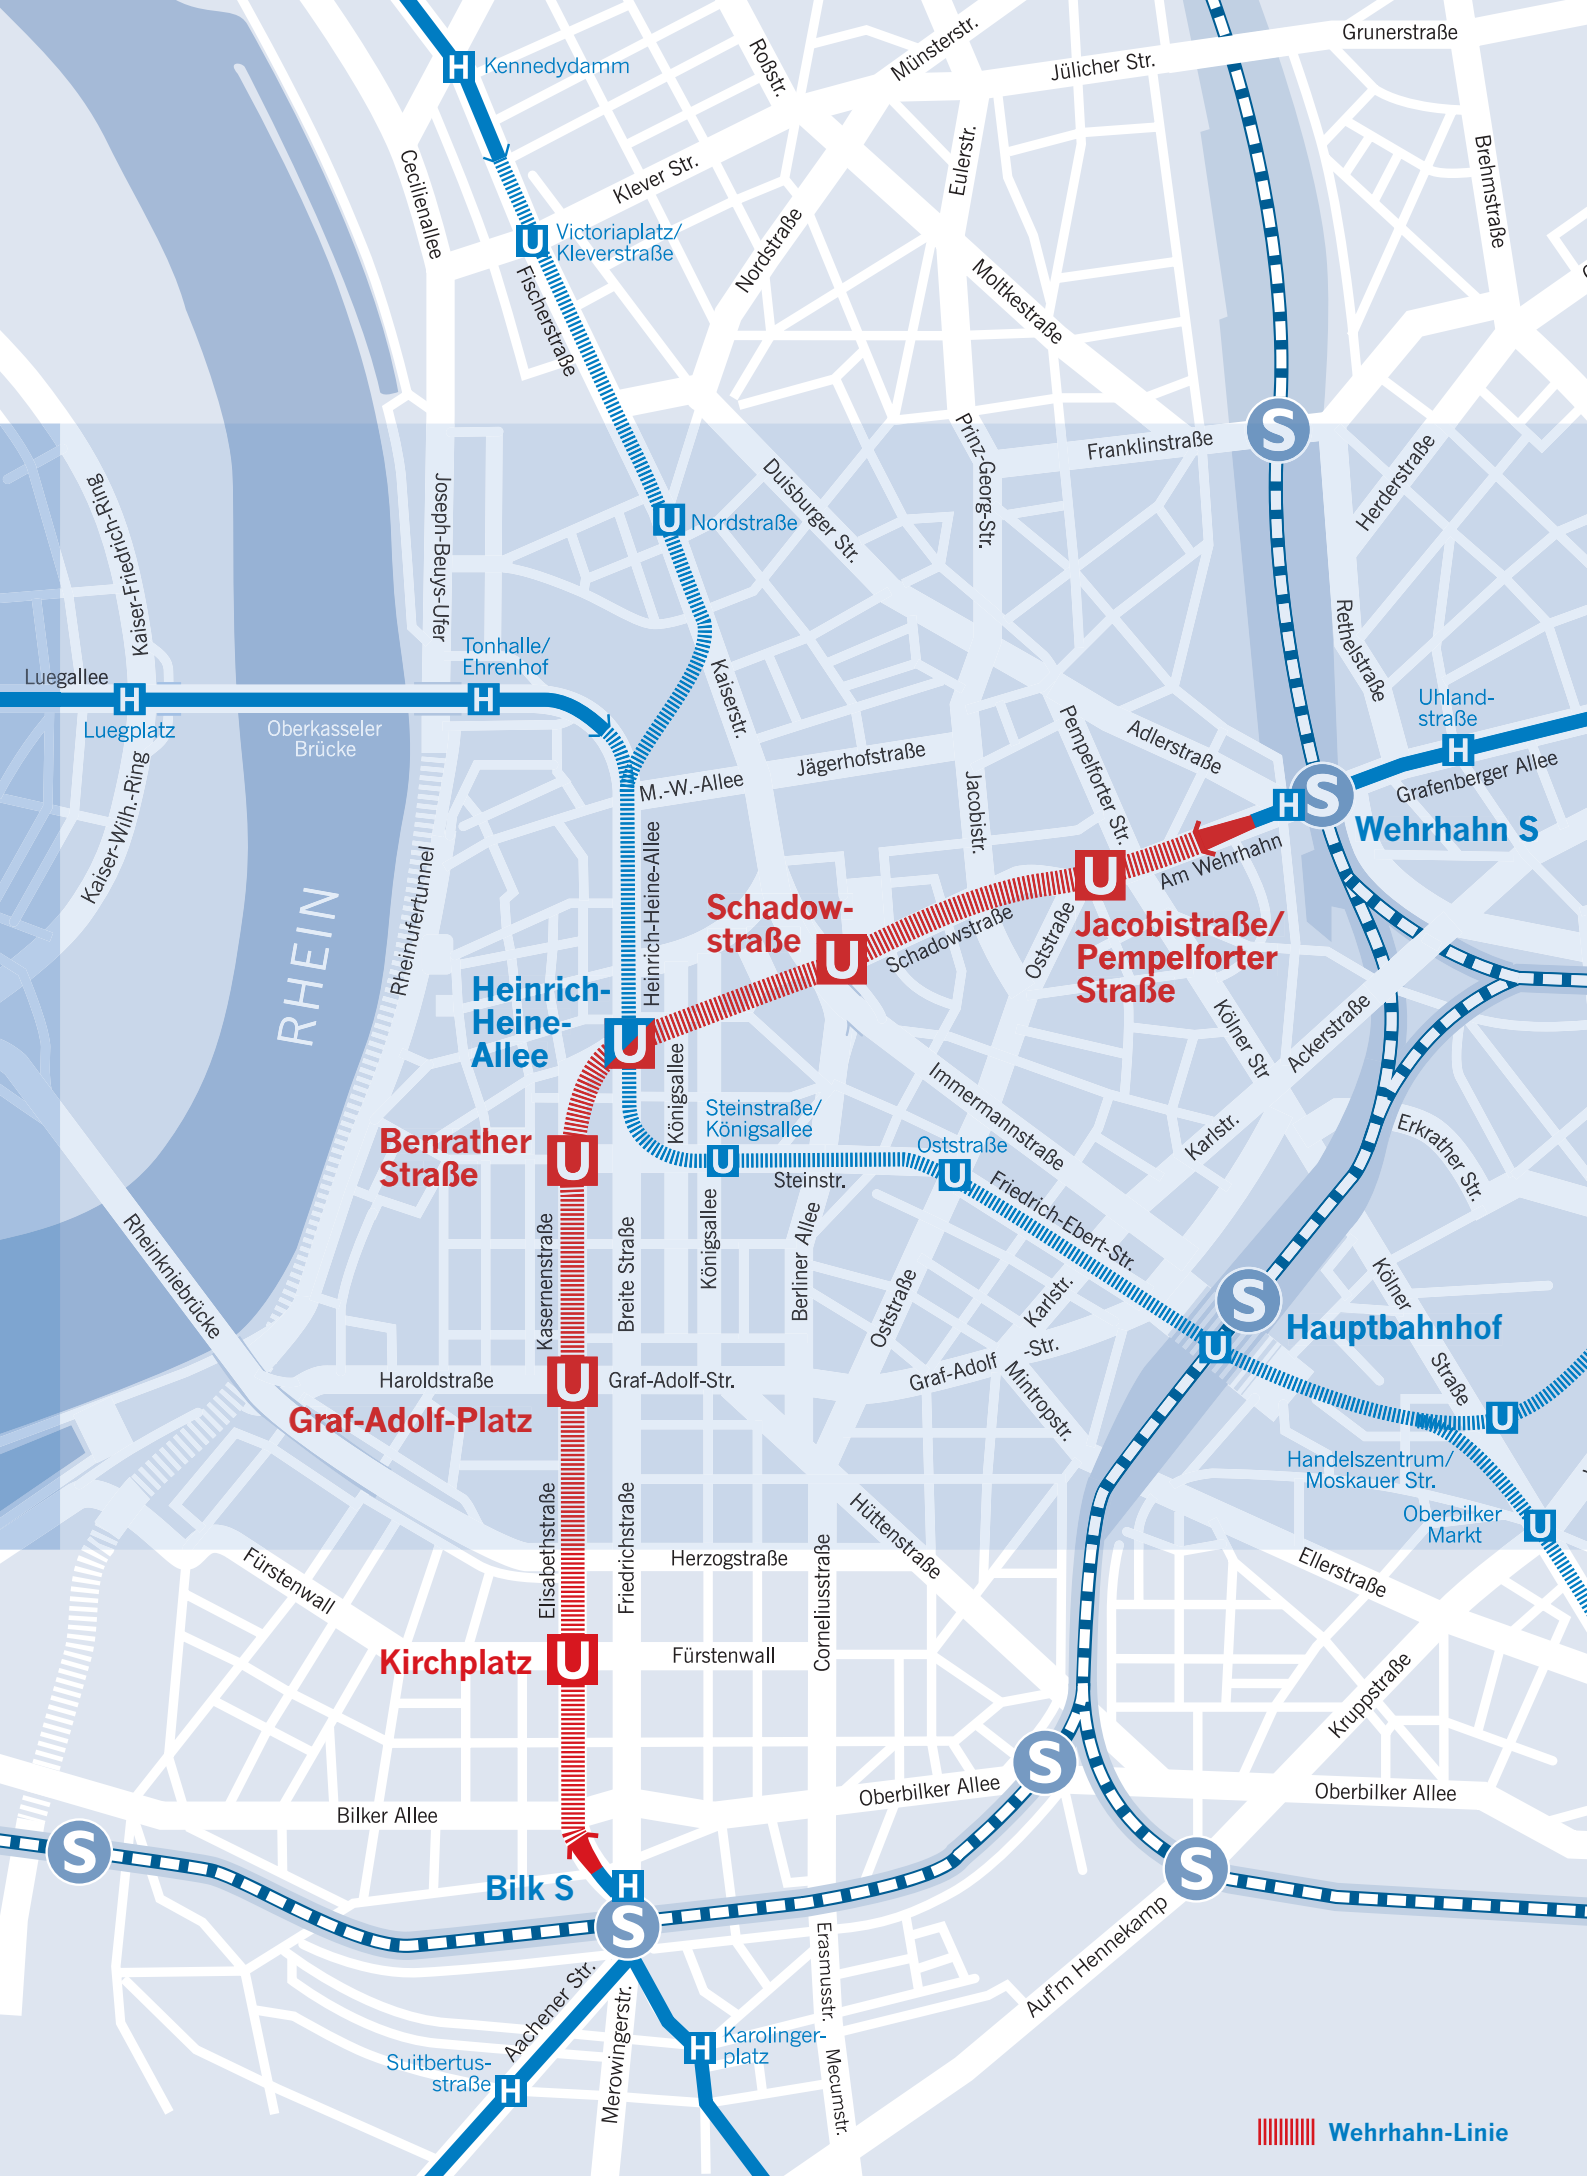 Grunerstraße
Münsterstr.
Roßstr.
Jülicher Str.
H Kennedydamm
Eulerstr.
Brehmstraße
Cecilienallee
Klever Str.
Nordstraße
U Victoriaplatz/
Kleverstraße
Fischerstraße
Moltkestraße
S
Franklinstraße
Prinz-Georg-Str.
Herderstraße
Duisburger Str.
Kaiser-Friedrich-Ring
Joseph-Beuys-Ufer
U Nordstraße
Rethelstraße
Tonhalle/
Ehrenhof
H
Luegallee
H
Luegplatz
Oberkasseler
Brücke
Kaiserstr.
Pempelforter Str.
Adlerstraße
Uhland-
straße
H
Grafenberger Allee
Jägerhofstraße
M.-W.-Allee
Jacobistr.
H S
Wehrhahn S
Am Wehrhahn
Kaiser-Wilh.-Ring
Rheinufertunnel
RHEIN
Heinrich-Heine-Allee
Schadow-
straße
U
Schadowstraße
Oststraße
U
Jacobistraße/
Pempelforter
Straße
Heinrich-
Heine-
Allee
U
Kölner Str
Ackerstraße
Königsallee
Immermannstraße
Karlstr.
Erkrather Str.
Steinstraße/
Königsallee
U
Steinstr.
Oststraße
U
Friedrich-Ebert-Str.
Benrather
Straße
U
Rheinkniebrücke
Kasernenstraße
Breite Straße
Königsallee
Berliner Allee
Oststraße
Karlstr.
Kölner
Straße
S
Hauptbahnhof
U
Haroldstraße
U
Graf-Adolf-Str.
Graf-Adolf
-Str.
Mintropstr.
Graf-Adolf-Platz
U
Handelszentrum/
Moskauer Str.
Oberbilker
Markt
U
Elisabethstraße
Friedrichstraße
Hüttenstraße
Corneliusstraße
Herzogstraße
Fürstenwall
Ellerstraße
Kirchplatz
U
Fürstenwall
Kruppstraße
S
Oberbilker Allee
Oberbilker Allee
Bilker Allee
S
S
Bilk S
H
S
Auf'm Hennekamp
Erasmusstr.
Aachener Str.
Merowingerstr.
H
Karolinger-
platz
Mecumstr.
Suitbertus-
straße
H
Wehrhahn-Linie